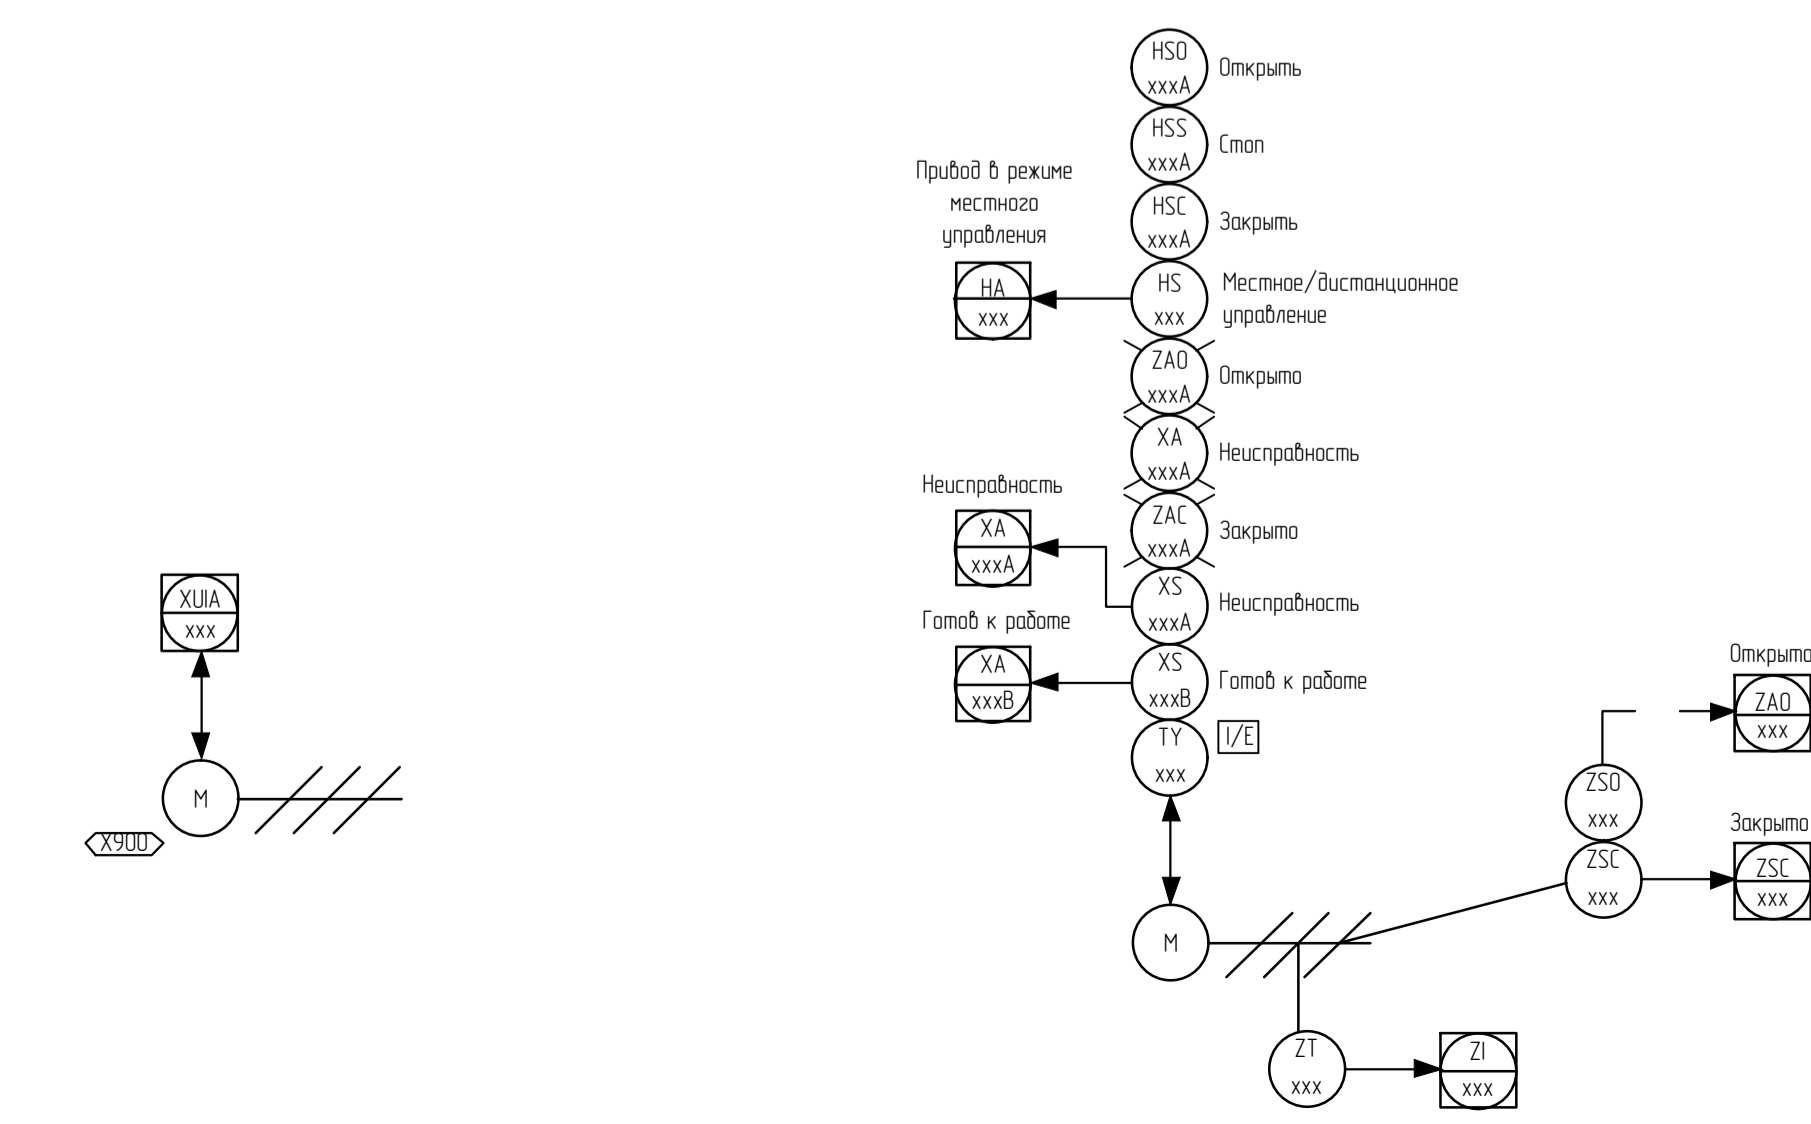 HSO
xxxA
Открыть
HSS
xxxA
Стоп
HSC
xxxA
Закрыть
Привод в режиме
местного
управления
HA
xxx
HS
xxx
Местное/дистанционное
управление
ZAO
xxxA
Открыто
XA
xxxA
Неисправность
Неисправность
XA
xxxA
ZAC
xxxA
Закрыто
XS
xxxA
Неисправность
Готов к работе
XA
xxxB
XS
xxxB
Готов к работе
TY
xxx
I/E
M
XUIA
xxx
M
X900
Открыто
ZAO
xxx
ZSO
xxx
Закрыто
ZSC
xxx
ZSC
xxx
ZT
xxx
ZI
xxx